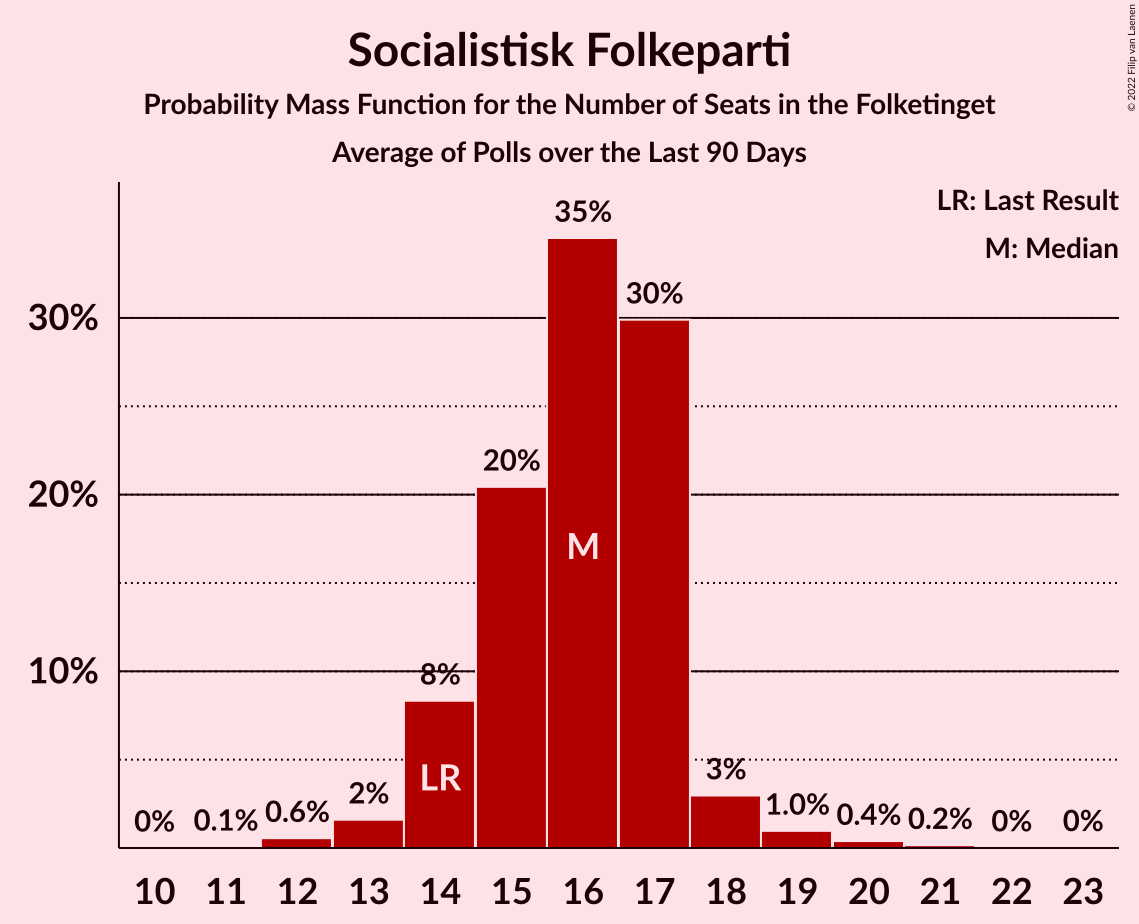 Socialistisk Folkeparti
Probability Mass Function for the Number of Seats in the Folketinget
Average of Polls over the Last 90 Days
© 2022 Filip van Laenen
LR: Last Result
M: Median
30%
20%
10%
0%
0.1%
0.6%
2%
8%
20%
35%
30%
3%
1.0%
0.4%
0.2%
0%
0%
LR
M
10 11 12 13 14 15 16 17 18 19 20 21 22 23